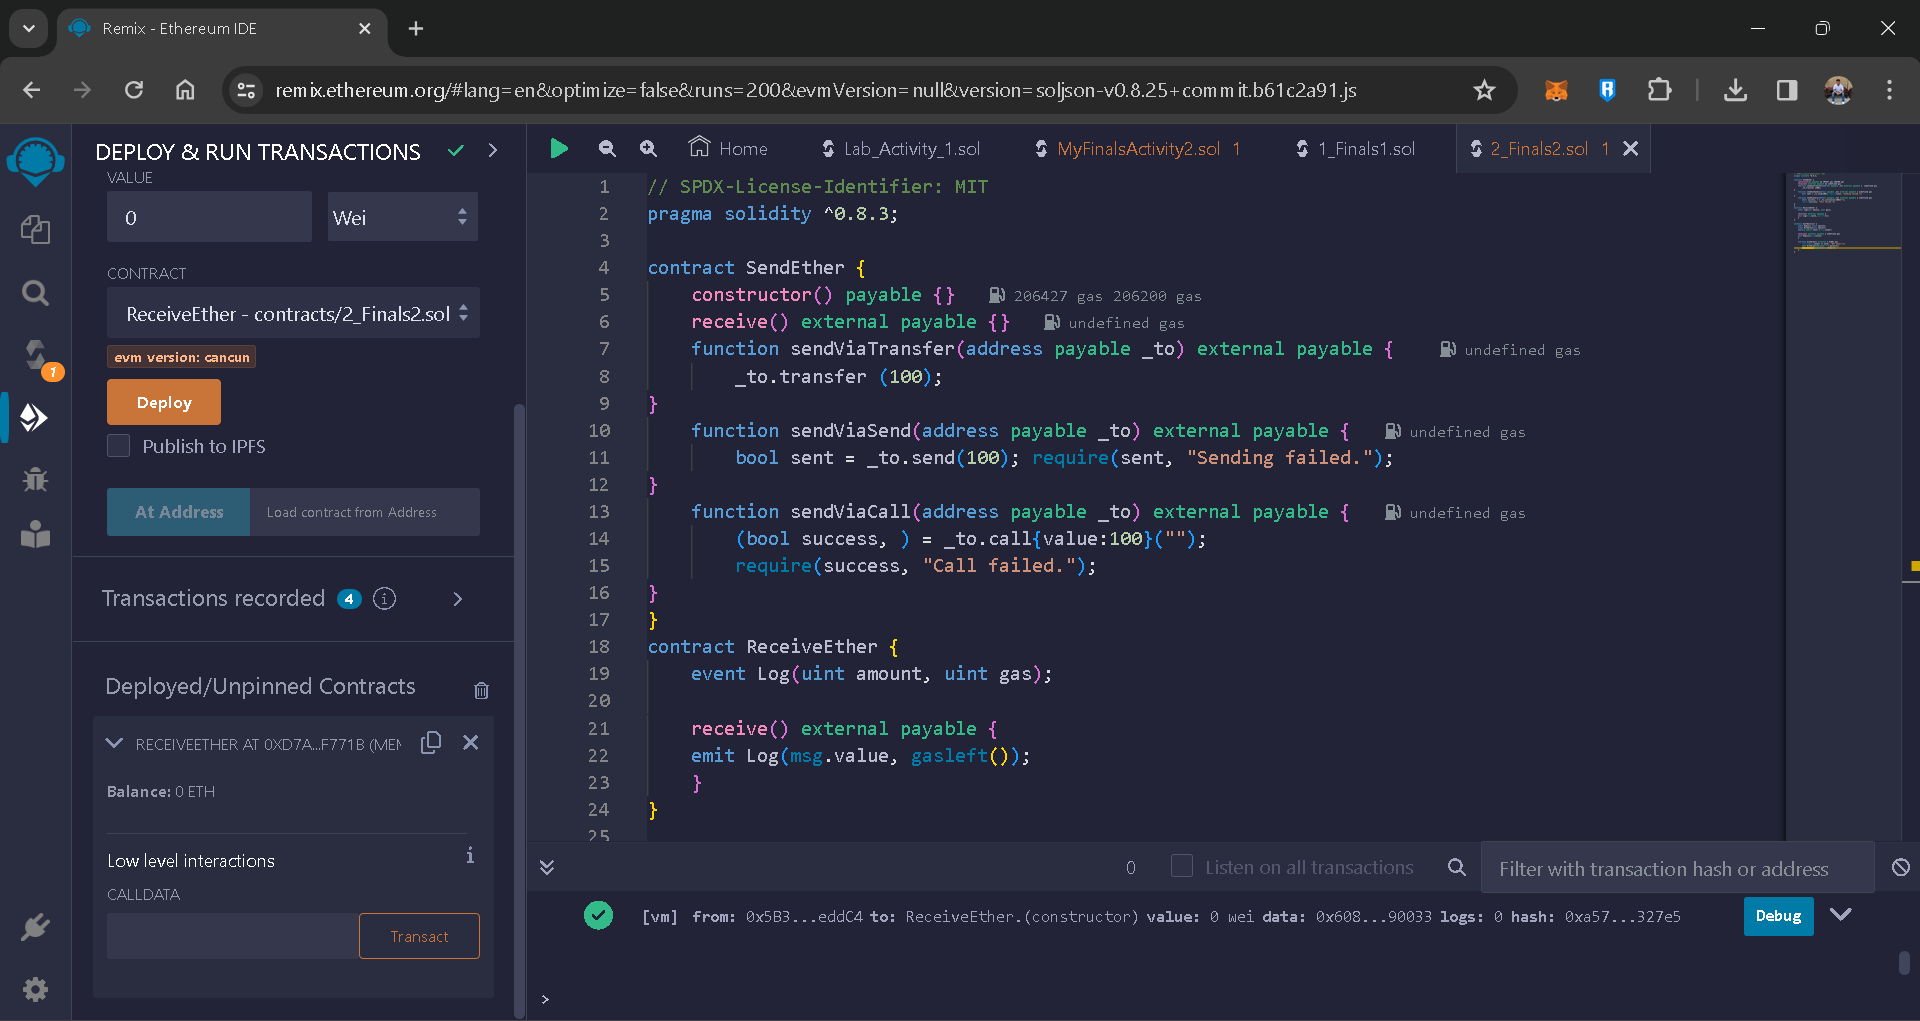 Remix - Ethereum IDE
remix.ethereum.org/#lang=en&optimize=false&runs=200&evmVersion=null&version=soljson-v0.8.25+commit.b61c2a91.js
DEPLOY & RUN TRANSACTIONS
VALUE
0
Wei
CONTRACT
ReceiveEther - contracts/2_Finals2.sol
evm version: cancun
Deploy
Publish to IPFS
At Address
Load contract from Address
Transactions recorded 4 i
Deployed/Unpinned Contracts
RECEIVEETHER AT 0XD7A...F771B (MEM
Balance: 0 ETH
Low level interactions
i
CALLDATA
Transact
1
Home
Lab_Activity_1.sol
MyFinalsActivity2.sol 1
1_Finals1.sol
2_Finals2.sol 1
1 // SPDX-License-Identifier: MIT
2 pragma solidity ^0.8.3;
3
4 contract SendEther {
5 constructor() payable {} 206427 gas 206200 gas
6 receive() external payable {} undefined gas
7 function sendViaTransfer(address payable _to) external payable { undefined gas
8 _to.transfer (100);
9 }
10 function sendViaSend(address payable _to) external payable { undefined gas
11 bool sent = _to.send(100); require(sent, "Sending failed.");
12 }
13 function sendViaCall(address payable _to) external payable { undefined gas
14 (bool success, ) = _to.call{value:100}("");
15 require(success, "Call failed.");
16 }
17 }
18 contract ReceiveEther {
19 event Log(uint amount, uint gas);
20
21 receive() external payable {
22 emit Log(msg.value, gasleft());
23 }
24 }
25
0
Listen on all transactions
Filter with transaction hash or address
[vm] from: 0x5B3...eddC4 to: ReceiveEther.(constructor) value: 0 wei data: 0x608...90033 logs: 0 hash: 0xa57...327e5
Debug
>